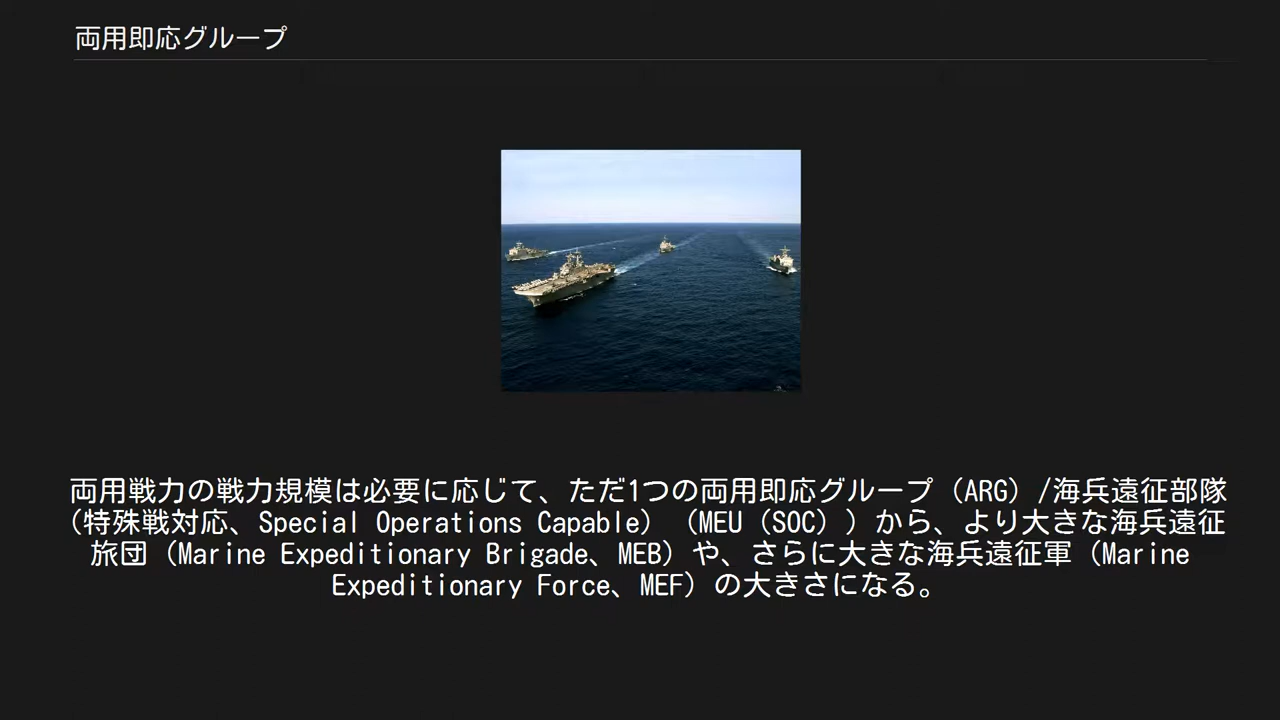 両用即応グループ
両用戦力の戦力規模は必要に応じて、ただ1つの両用即応グループ（ARG）/海兵遠征部隊
（特殊戦対応、Special Operations Capable）（MEU（SOC））から、より大きな海兵遠征
旅団（Marine Expeditionary Brigade、MEB）や、さらに大きな海兵遠征軍（Marine
Expeditionary Force、MEF）の大きさになる。